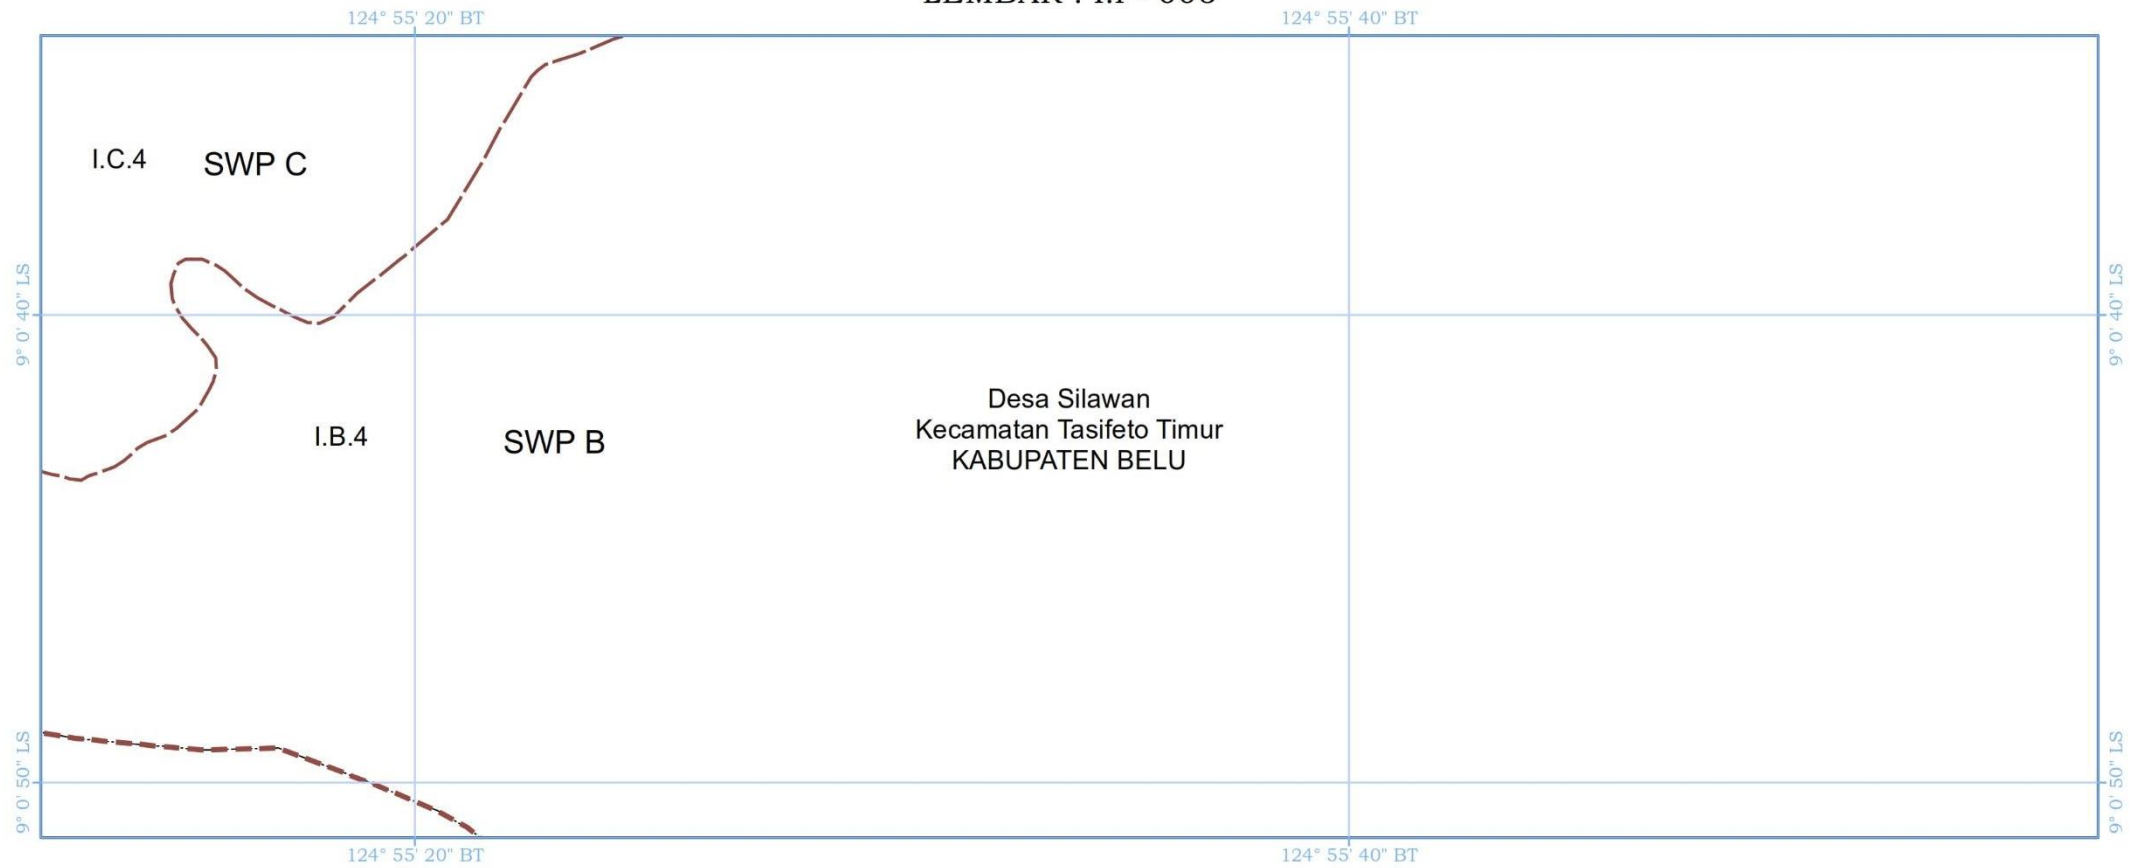 124° 55' 20" BT
124° 55' 40" BT
I.C.4
SWP C
9° 0' 40" LS
9° 0' 40" LS
Desa Silawan
Kecamatan Tasifeto Timur
KABUPATEN BELU
I.B.4
SWP B
9° 0' 50" LS
9° 0' 50" LS
124° 55' 20" BT
124° 55' 40" BT